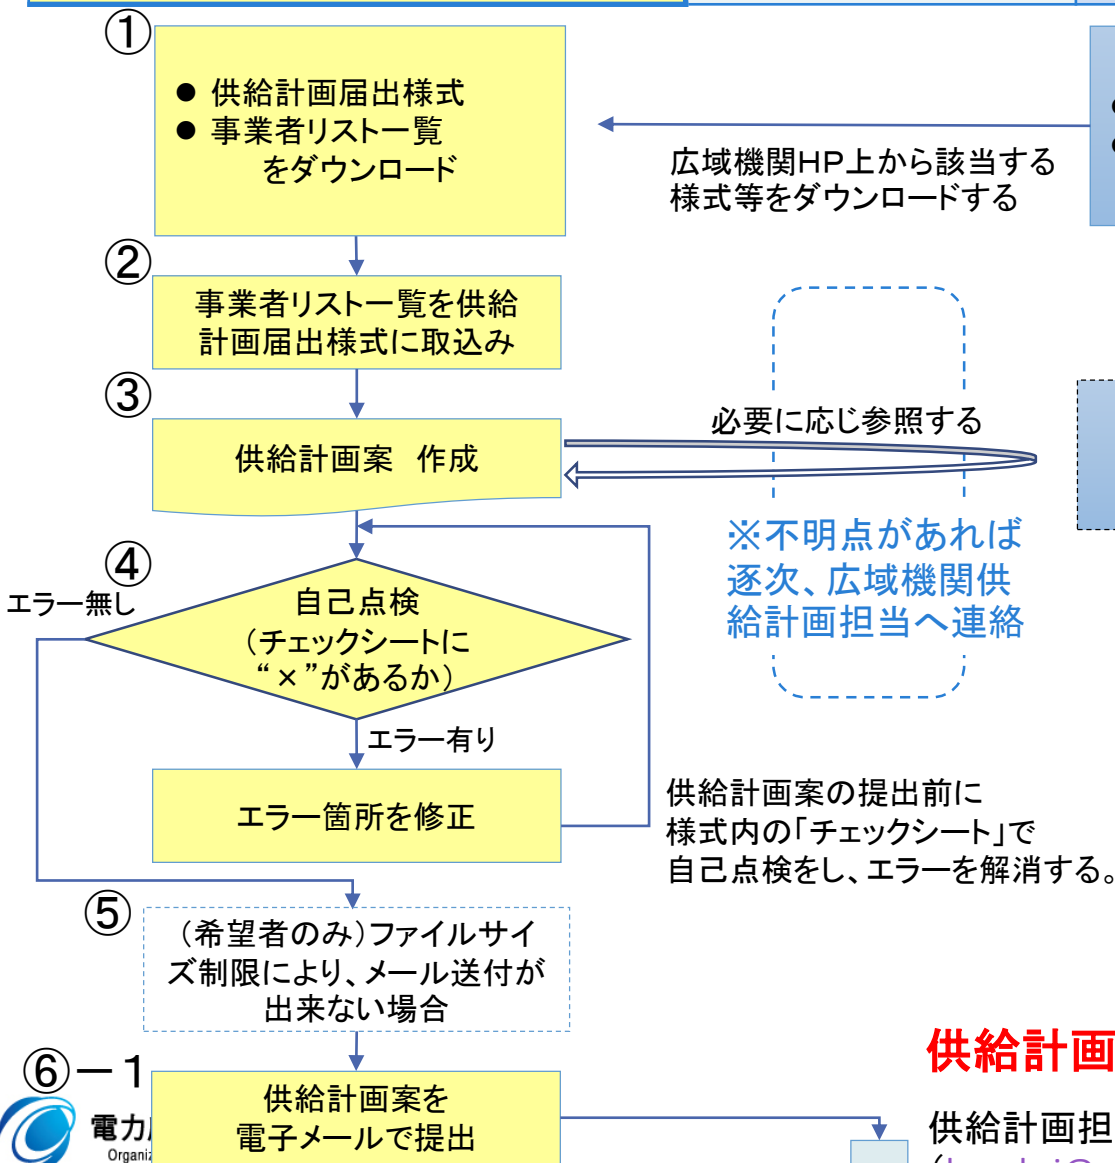 ①
● 供給計画届出様式
● 事業者リスト一覧
をダウンロード
広域機関HP上から該当する
様式等をダウンロードする
②
事業者リスト一覧を供給
計画届出様式に取込み
③
供給計画案 作成
必要に応じ参照する
※不明点があれば
逐次、広域機関供
給計画担当へ連絡
④
エラー無し
自己点検
(チェックシートに
“×”があるか)
エラー有り
エラー箇所を修正
供給計画案の提出前に
様式内の「チェックシート」で
自己点検をし、エラーを解消する。
⑤
(希望者のみ)ファイルサイ
ズ制限により、メール送付が
出来ない場合
⑥-1
供給計画案を
電子メールで提出
供給計画
供給計画担
電力
Organiz